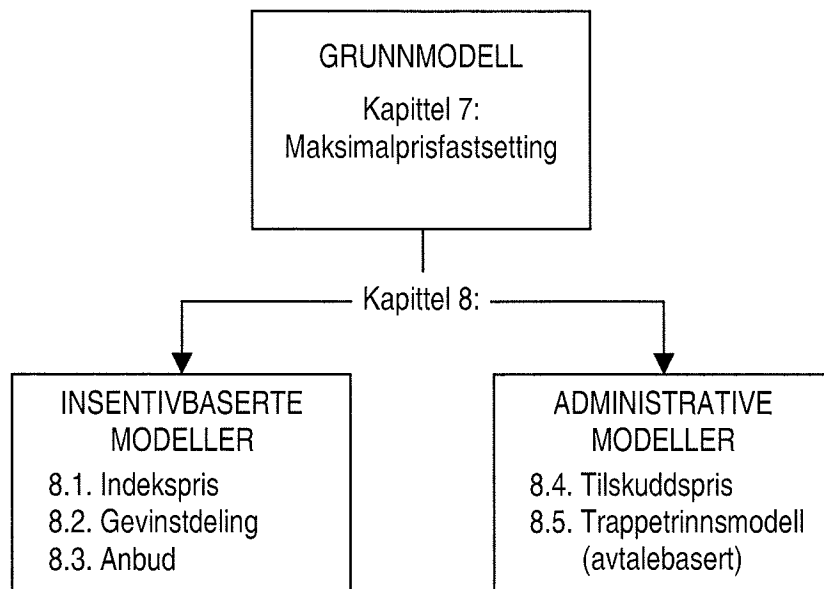 GRUNNMODELL
Kapittel 7:
Maksimalprisfastsetting
Kapittel 8:
INSENTIVBASERTE
MODELLER
8.1. Indekspris
8.2. Gevinstdeling
8.3. Anbud
ADMINISTRATIVE
MODELLER
8.4. Tilskuddspris
8.5. Trappetrinnsmodell
(avtalebasert)